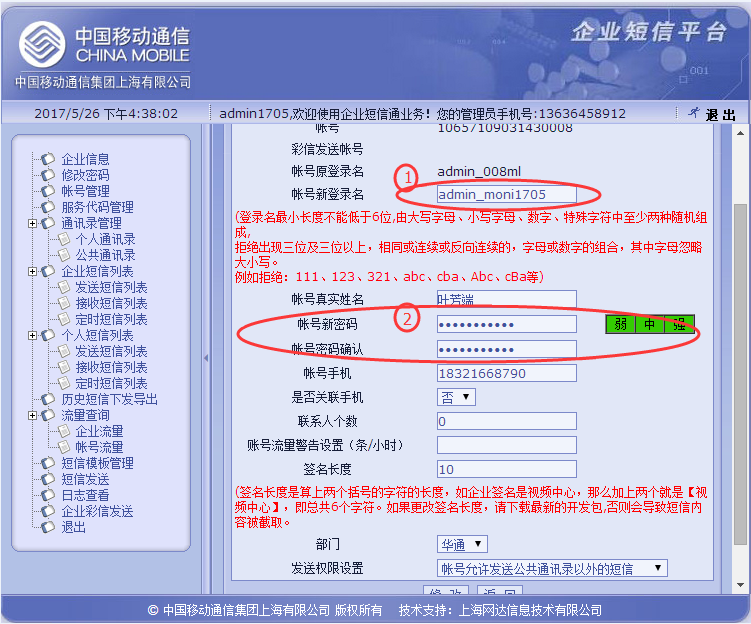 中国移动通信
CHINA MOBILE
中国移动通信集团上海有限公司
企业短信平台
001
2017/5/26 下午4:38:02
admin1705,欢迎使用企业短信通业务！您的管理员手机号:13636458912
退出
企业信息
修改密码
帐号管理
服务代码管理
通讯录管理
个人通讯录
公共通讯录
企业短信列表
发送短信列表
接收短信列表
定时短信列表
个人短信列表
发送短信列表
接收短信列表
定时短信列表
历史短信下发导出
流量查询
企业流量
帐号流量
短信模板管理
短信发送
日志查看
企业彩信发送
退出
帐号 10657109031430008
彩信发送帐号
帐号原登录名 admin_008ml
1
帐号新登录名 admin_moni1705
(登录名最小长度不能低于6位,由大写字母、小写字母、数字、特殊字符中至少两种随机组
成,
拒绝出现三位及三位以上，相同或连续或反向连续的，字母或数字的组合，其中字母忽略
大小写。
例如拒绝：111、123、321、abc、cba、Abc、cBa等)
帐号真实姓名 叶芳端
2
帐号新密码 ●●●●●●●●●●● 弱 中 强
帐号密码确认 ●●●●●●●●●●●
帐号手机 18321668790
是否关联手机 否
联系人个数 0
账号流量警告设置（条/小时）
签名长度 10
(签名长度是算上两个括号的字符的长度，如企业签名是视频中心，那么加上两个就是【视
频中心】，即总共6个字符。如果更改签名长度，请下载最新的开发包,否则会导致短信内
容被截取。
部门 华通
发送权限设置 帐号允许发送公共通讯录以外的短信
修 改 返 回
© 中国移动通信集团上海有限公司 版权所有 技术支持：上海网达信息技术有限公司